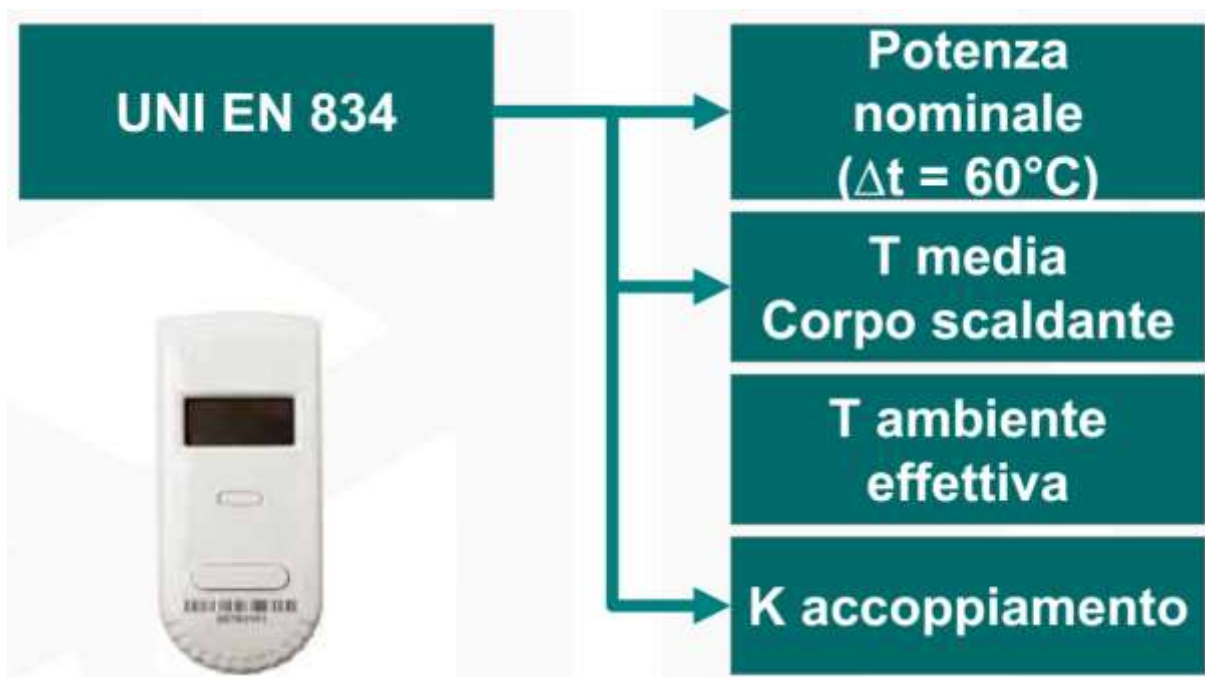 UNI EN 834
Potenza
nominale
(Δt = 60°C)
T media
Corpo scaldante
T ambiente
effettiva
K accoppiamento